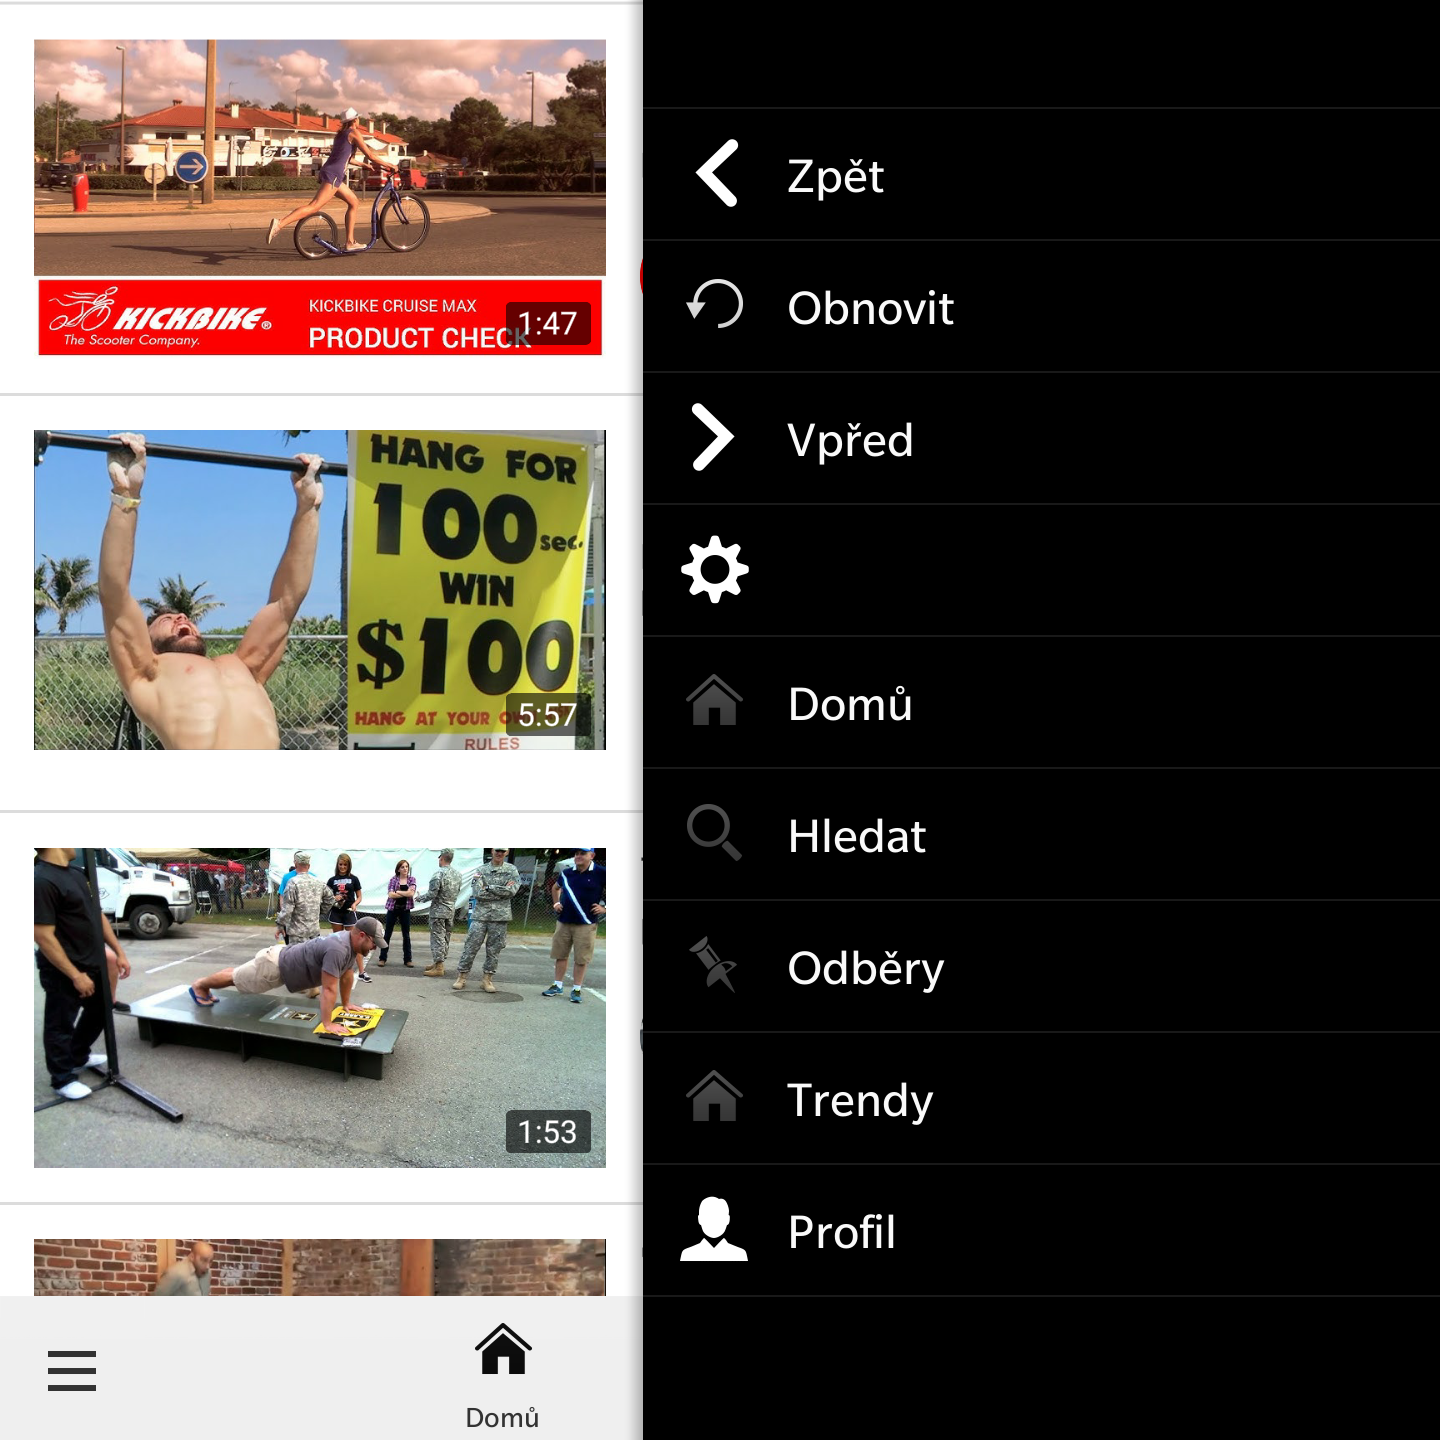 KICKBIKE®
The Scooter Company.
KICKBIKE CRUISE MAX
PRODUCT CHECK
1:47
HANG FOR
100 sec.
WIN
$100
HANG AT YOUR
5:57
RULES
1:53
Domů
Zpět
Obnovit
Vpřed
Domů
Hledat
Odběry
Trendy
Profil